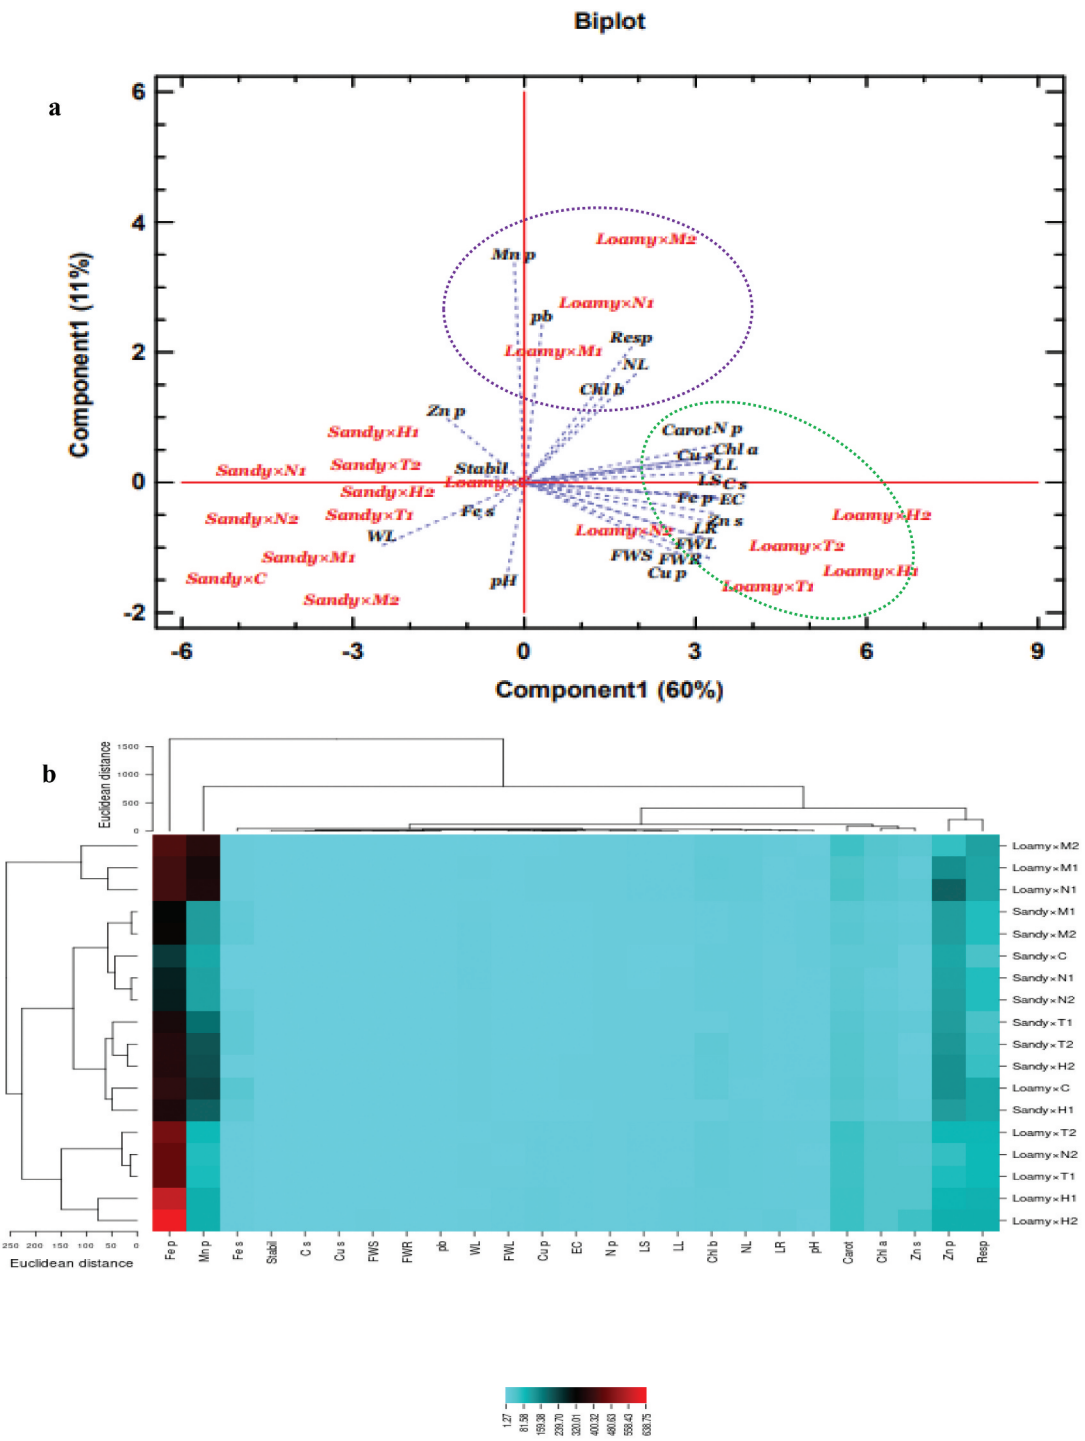 Biplot
a
6
4
2
0
-2
Component1 (11%)
Loamy×M2
Mn p
Loamy×N1
pb
Resp
Loamy×M1
NL
Chl b
Zn p
Sandy×H1
Carot
N p
Chl a
Cu s
LL
Sandy×N1
Sandy×T2
Stabil
LS
C s
Sandy×H2
Fe p
EC
Sandy×N2
Sandy×T1
Fe s
Zn s
Loamy×H2
WL
Loamy×N2
LR
FWL
Loamy×T2
Sandy×M1
FWS
FWR
Sandy×C
pH
Cu p
Loamy×H1
Loamy×T1
Sandy×M2
-6
-3
0
3
6
9
Component1 (60%)
b
Euclidean distance
1500
1000
500
0
Loamy×M2
Loamy×M1
Loamy×N1
Sandy×M1
Sandy×M2
Sandy×C
Sandy×N1
Sandy×N2
Sandy×T1
Sandy×T2
Sandy×H2
Loamy×C
Sandy×H1
Loamy×T2
Loamy×N2
Loamy×T1
Loamy×H1
Loamy×H2
250 200 150 100 50 0
Euclidean distance
Fe p
Mn p
Fe s
Stabil
C s
Cu s
FWS
FWR
pb
WL
FWL
Cu p
EC
N p
LS
LL
Chl b
NL
LR
pH
Carot
Chl a
Zn s
Zn p
Resp
1.27
81.58
159.38
239.70
320.01
400.32
480.63
558.43
638.75